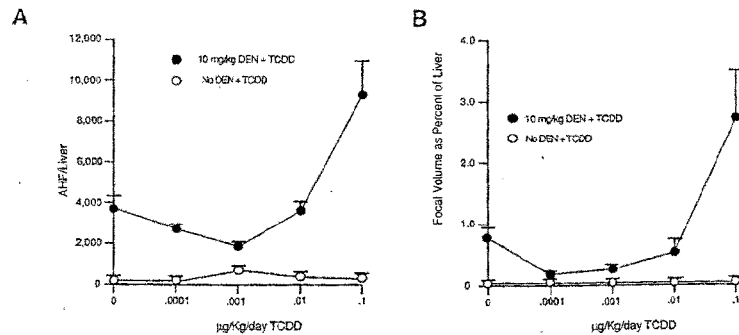 A
12,000
10,000
8,000
6,000
4,000
2,000
0
AHF/Liver
10 mg/kg DEN + TCDD
No DEN + TCDD
0 .0001 .001 .01 .1
µg/Kg/day TCDD
B
4.0
3.0
2.0
1.0
0
Focal Volume as Percent of Liver
10 mg/kg DEN + TCDD
No DEN + TCDD
0 .0001 .001 .01 .1
µg/Kg/day TCDD